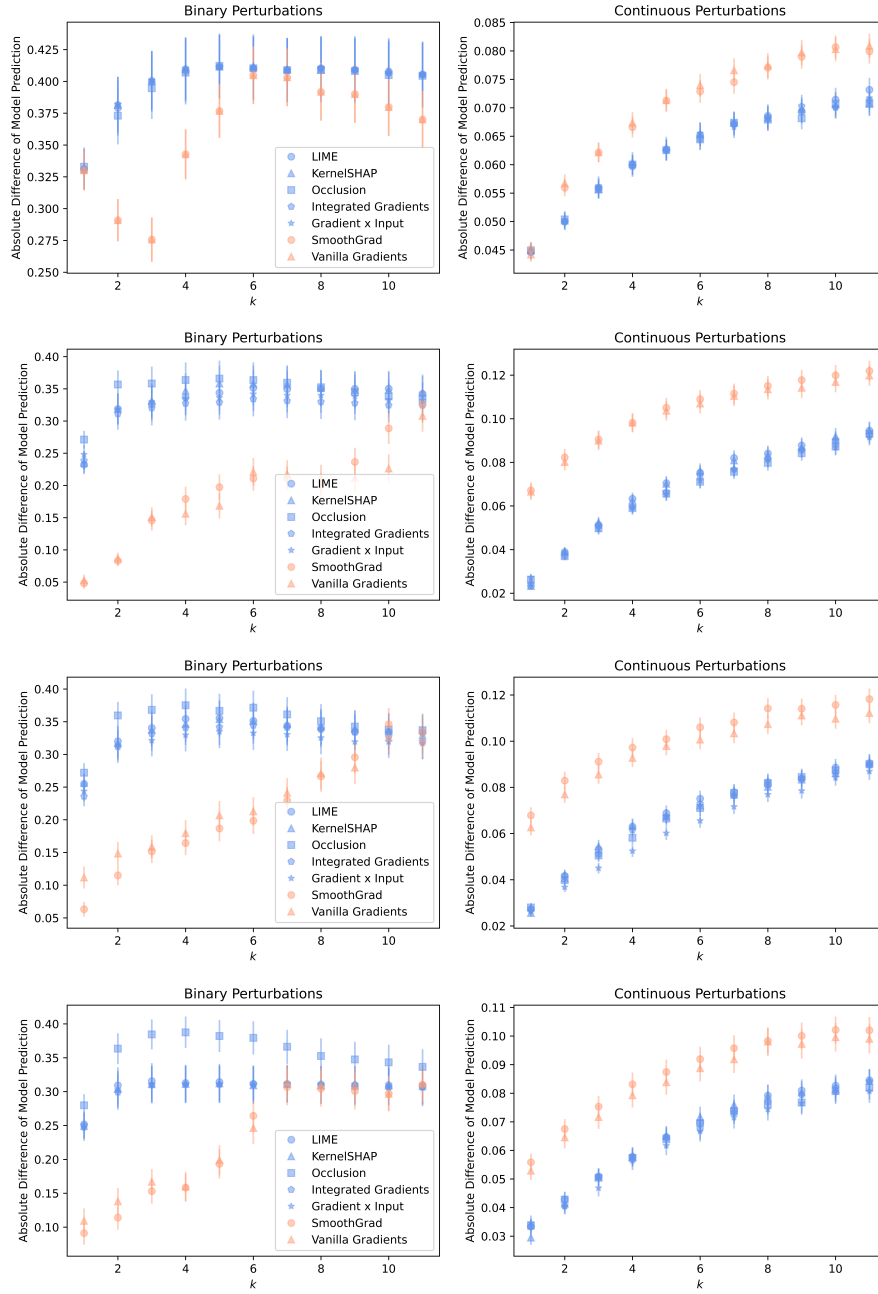 Binary Perturbations
Absolute Difference of Model Prediction
0.425
0.400
0.375
0.350
0.325
0.300
0.275
0.250
2 4 6 8 10
k
LIME
KernelSHAP
Occlusion
Integrated Gradients
Gradient x Input
SmoothGrad
Vanilla Gradients
Continuous Perturbations
Absolute Difference of Model Prediction
0.085
0.080
0.075
0.070
0.065
0.060
0.055
0.050
0.045
2 4 6 8 10
k
Binary Perturbations
Absolute Difference of Model Prediction
0.40
0.35
0.30
0.25
0.20
0.15
0.10
0.05
2 4 6 8 10
k
LIME
KernelSHAP
Occlusion
Integrated Gradients
Gradient x Input
SmoothGrad
Vanilla Gradients
Continuous Perturbations
Absolute Difference of Model Prediction
0.12
0.10
0.08
0.06
0.04
0.02
2 4 6 8 10
k
Binary Perturbations
Absolute Difference of Model Prediction
0.40
0.35
0.30
0.25
0.20
0.15
0.10
0.05
2 4 6 8 10
k
LIME
KernelSHAP
Occlusion
Integrated Gradients
Gradient x Input
SmoothGrad
Vanilla Gradients
Continuous Perturbations
Absolute Difference of Model Prediction
0.12
0.10
0.08
0.06
0.04
0.02
2 4 6 8 10
k
Binary Perturbations
Absolute Difference of Model Prediction
0.40
0.35
0.30
0.25
0.20
0.15
0.10
2 4 6 8 10
k
LIME
KernelSHAP
Occlusion
Integrated Gradients
Gradient x Input
SmoothGrad
Vanilla Gradients
Continuous Perturbations
Absolute Difference of Model Prediction
0.11
0.10
0.09
0.08
0.07
0.06
0.05
0.04
0.03
2 4 6 8 10
k